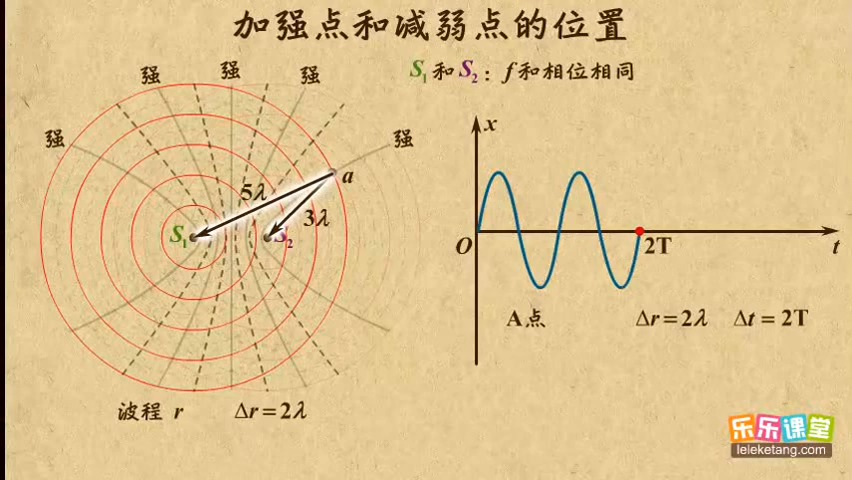 加强点和减弱点的位置
S₁和S₂：f和相位相同
强 强 强
强 强
x
a
5λ
3λ
S₁ S₂
O 2T t
A点 Δr=2λ Δt=2T
波程 r Δr=2λ
乐乐课堂
leleketang.com